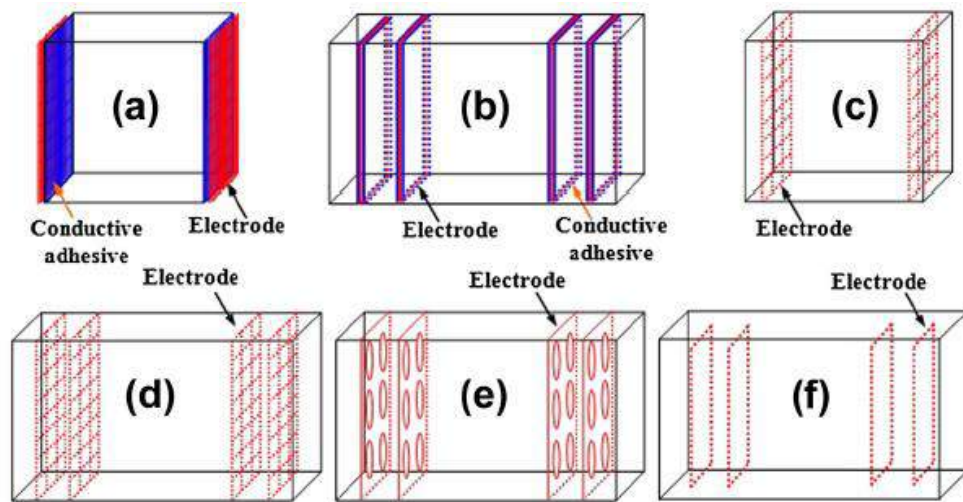 (a)
(b)
(c)
Conductive
adhesive
Electrode
Electrode
Conductive
adhesive
Electrode
Electrode
Electrode
Electrode
(d)
(e)
(f)